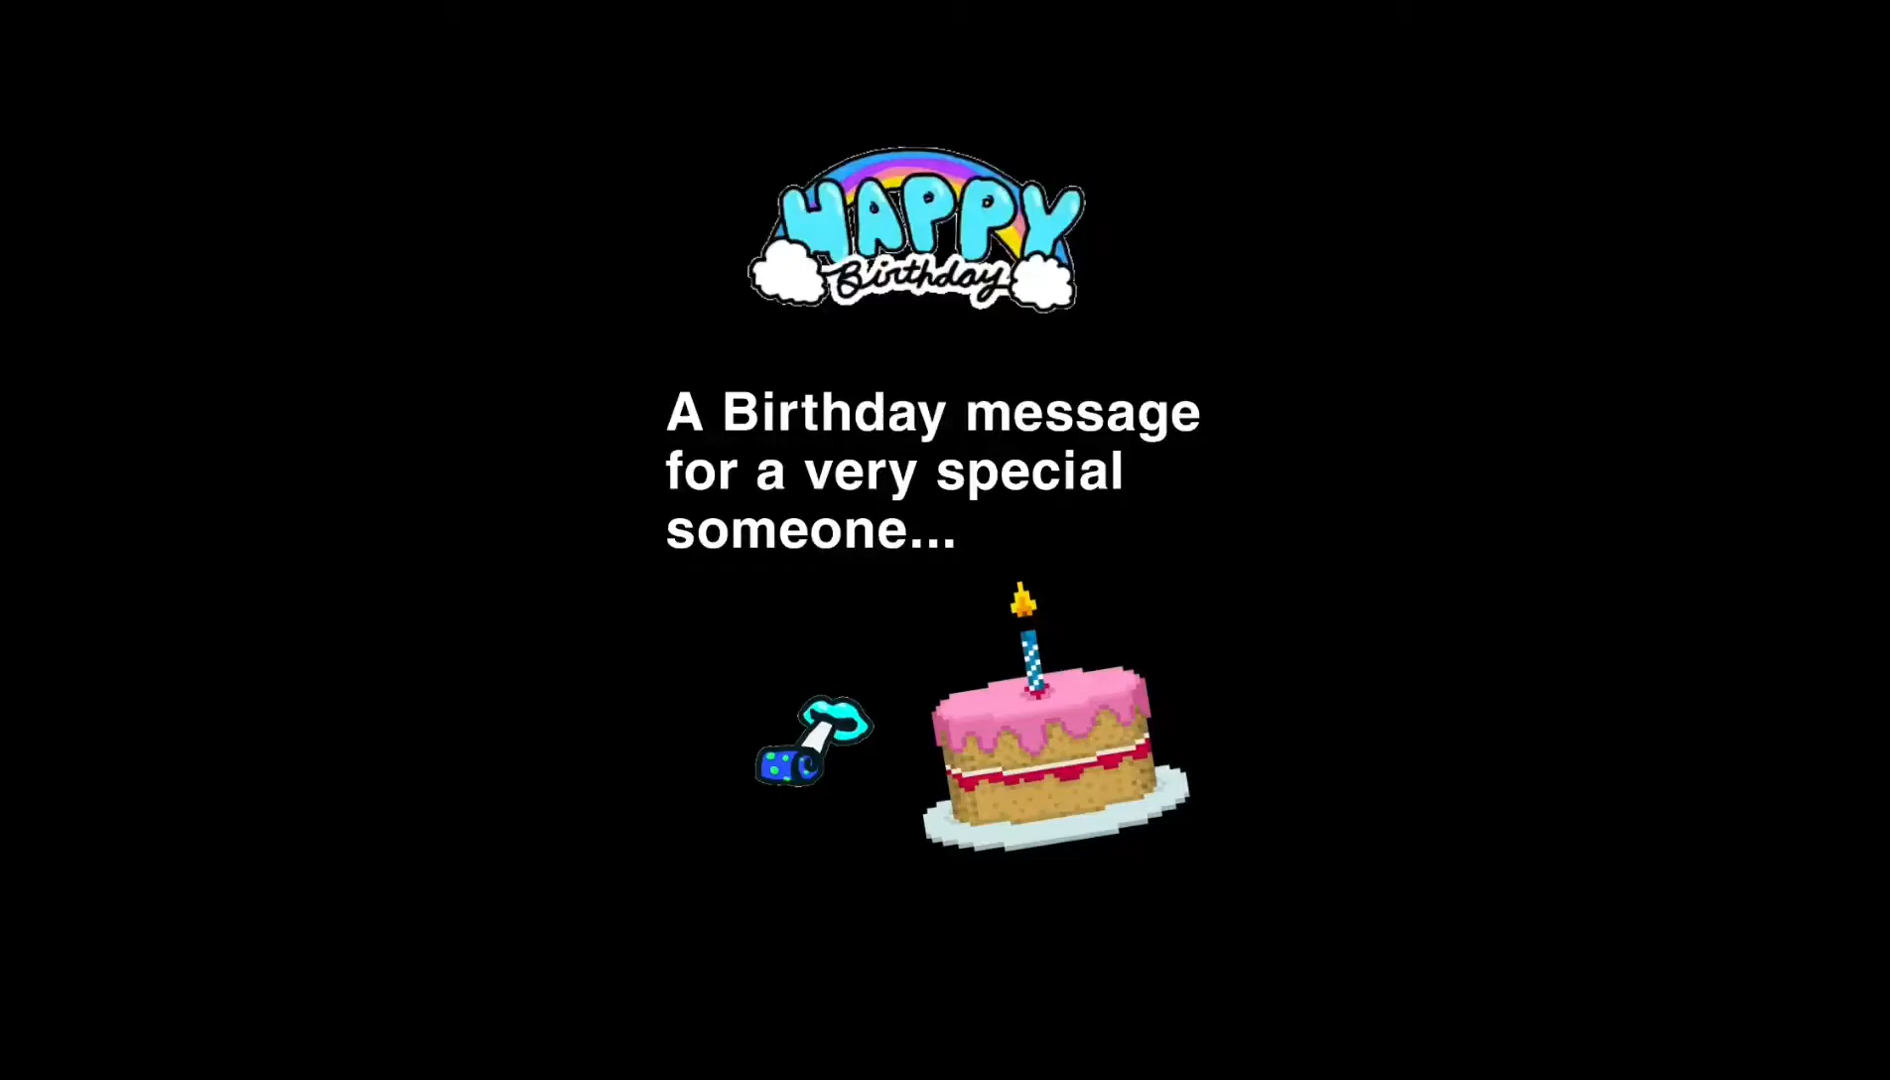 HAPPY
Birthday
A Birthday message
for a very special
someone...